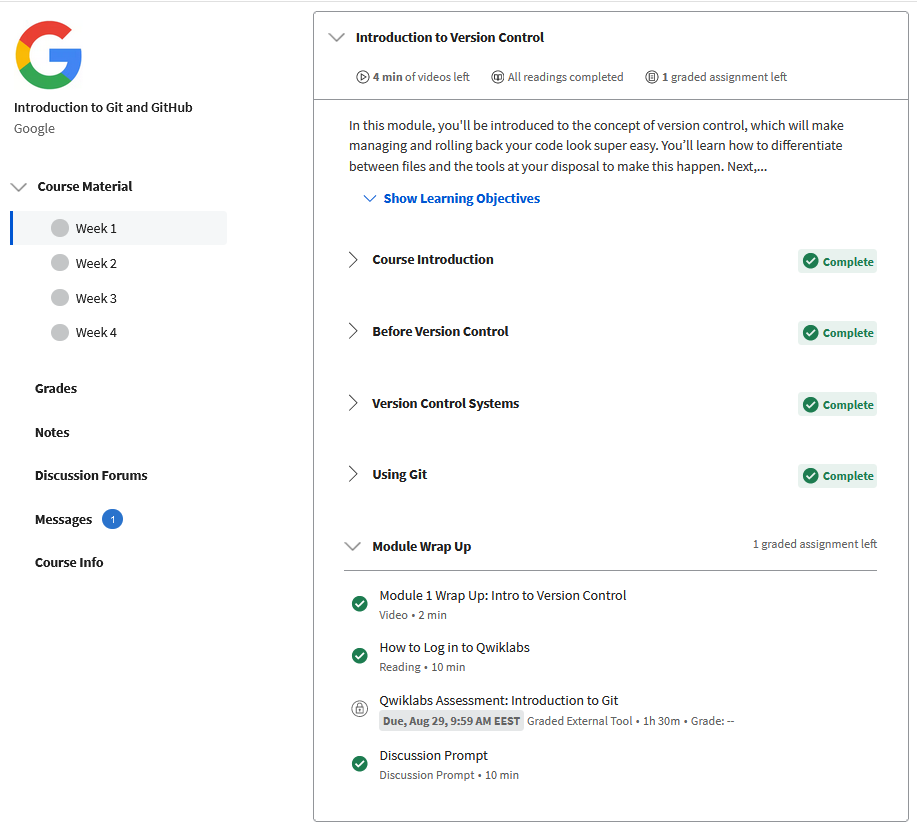 Introduction to Git and GitHub
Google
Course Material
Week 1
Week 2
Week 3
Week 4
Grades
Notes
Discussion Forums
Messages 1
Course Info
Introduction to Version Control
4 min of videos left All readings completed 1 graded assignment left
In this module, you'll be introduced to the concept of version control, which will make
managing and rolling back your code look super easy. You’ll learn how to differentiate
between files and the tools at your disposal to make this happen. Next,...
Show Learning Objectives
Course Introduction Complete
Before Version Control Complete
Version Control Systems Complete
Using Git Complete
Module Wrap Up 1 graded assignment left
Module 1 Wrap Up: Intro to Version Control
Video • 2 min
How to Log in to Qwiklabs
Reading • 10 min
Qwiklabs Assessment: Introduction to Git
Due, Aug 29, 9:59 AM EEST Graded External Tool • 1h 30m • Grade: --
Discussion Prompt
Discussion Prompt • 10 min